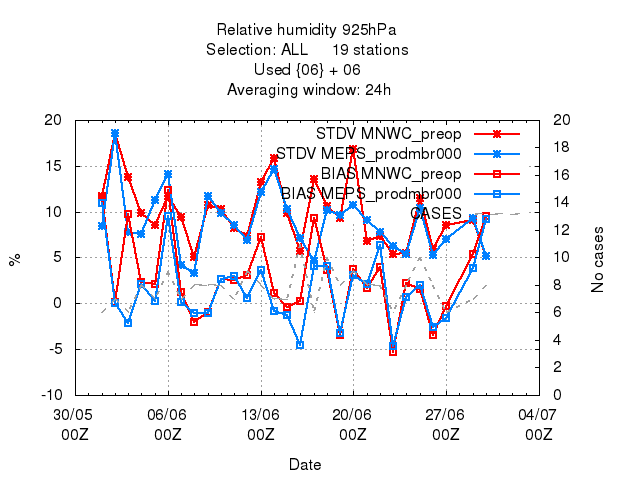 Relative humidity 925hPa
Selection: ALL 19 stations
Used {06} + 06
Averaging window: 24h
20 20
STDV MNWC_preop
18
STDV MEPS_prodmbr000
15 16
BIAS MNWC_preop
BIAS MEPS_prodmbr000
14
10 CASES
12
5 10
%
No cases
8
0
6
-5 4
2
-10 0
30/05 06/06 13/06 20/06 27/06 04/07
00Z 00Z 00Z 00Z 00Z 00Z
Date